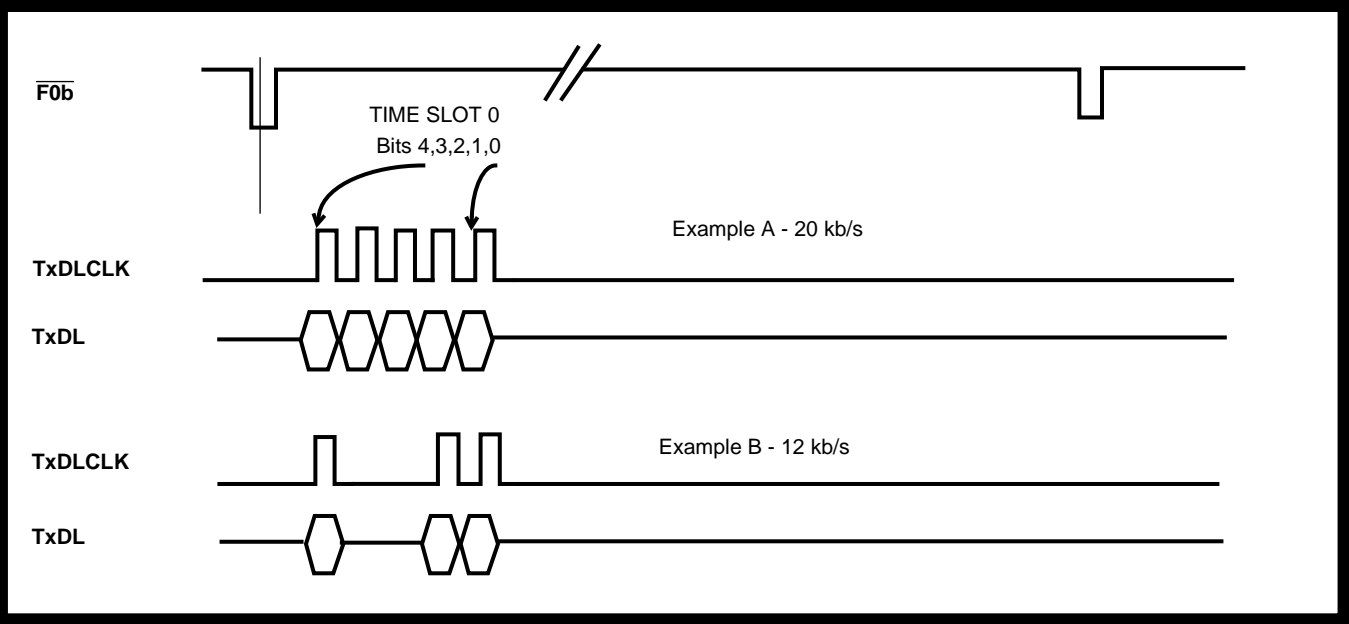 F0b
TIME SLOT 0
Bits 4,3,2,1,0
Example A - 20 kb/s
TxDLCLK
TxDL
Example B - 12 kb/s
TxDLCLK
TxDL